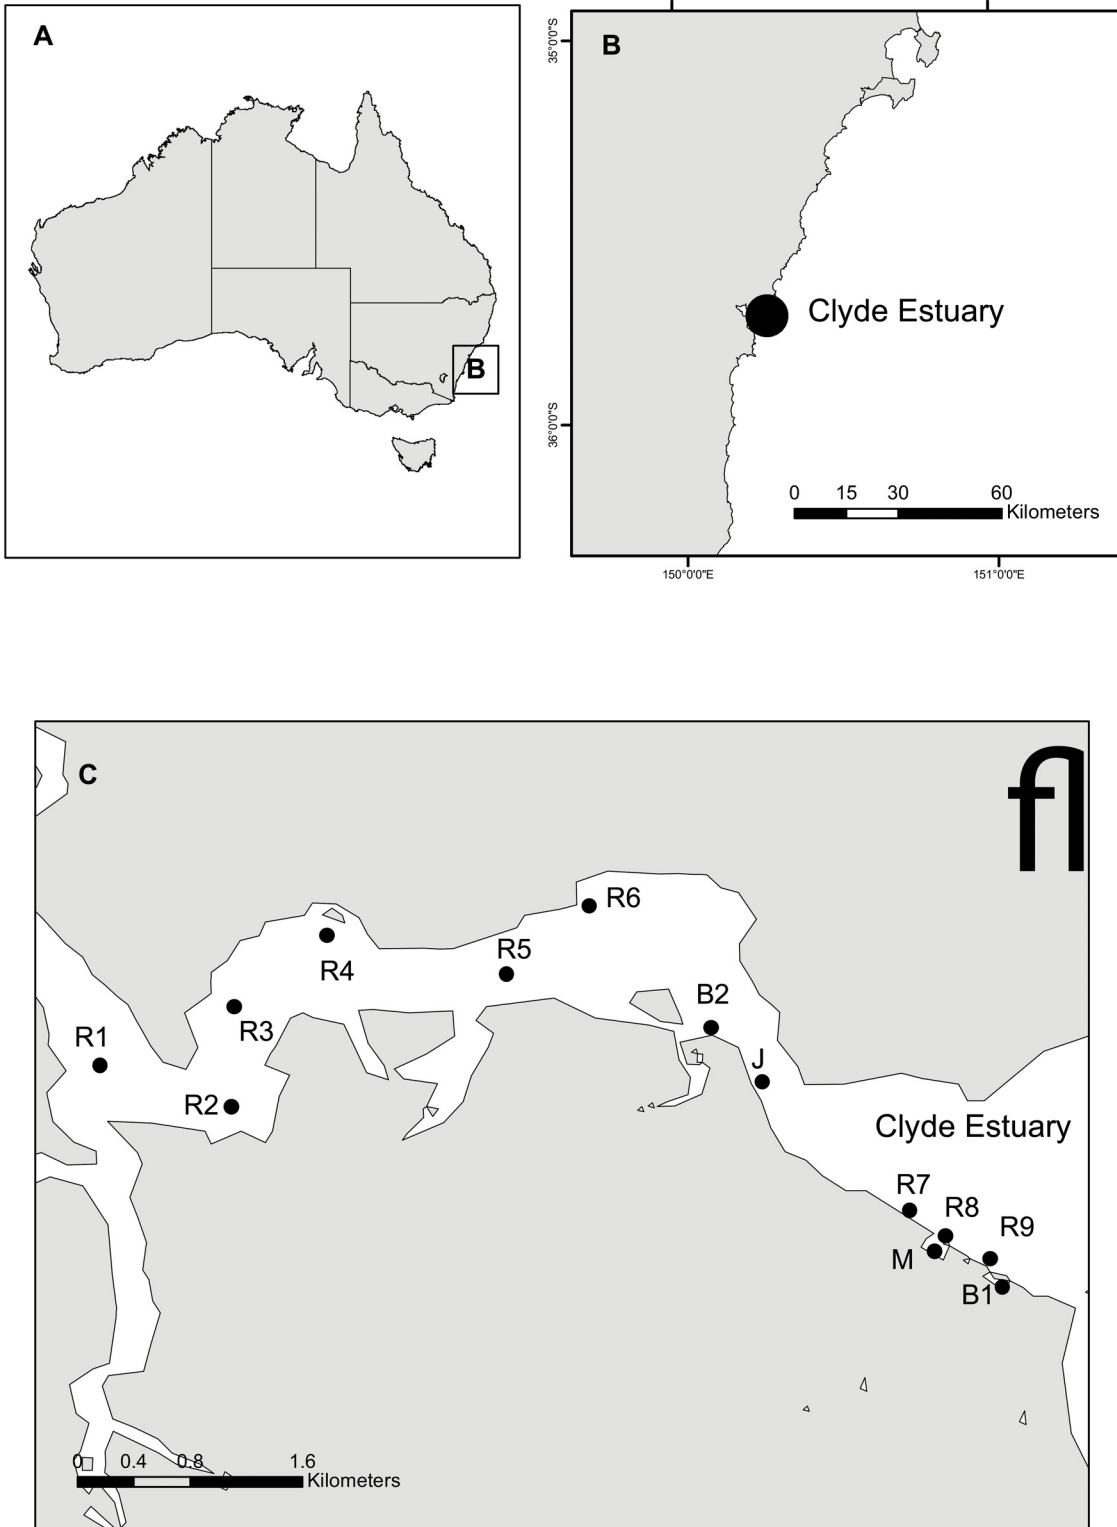 A
B
B
35°0'0"S
Clyde Estuary
36°0'0"S
0 15 30 60
Kilometers
150°0'0"E 151°0'0"E
C
fl
R6
R5
R4
B2
R3
R1
J
R2
Clyde Estuary
R7
R8
R9
M
B1
0 0.4 0.8 1.6
Kilometers